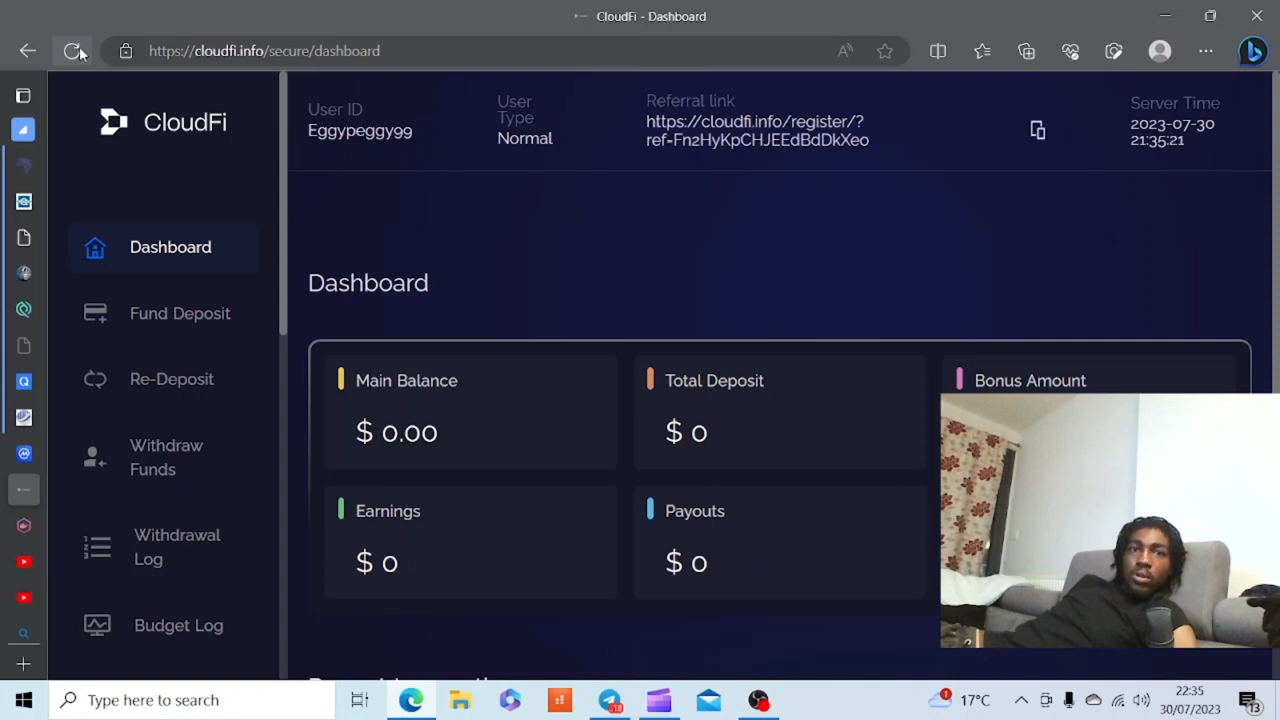 CloudFi - Dashboard
https://cloudfi.info/secure/dashboard
CloudFi
User ID
Eggypeggy99
User
Type
Normal
Referral link
https://cloudfi.info/register/?
ref=Fn2HyKpCHJEEdBdDkXeo
Server Time
2023-07-30
21:35:21
Dashboard
Fund Deposit
Re-Deposit
Withdraw
Funds
Withdrawal
Log
Budget Log
Dashboard
Main Balance
$ 0.00
Total Deposit
$ 0
Bonus Amount
Earnings
$ 0
Payouts
$ 0
Type here to search
18
1
17°C
22:35
30/07/2023
13